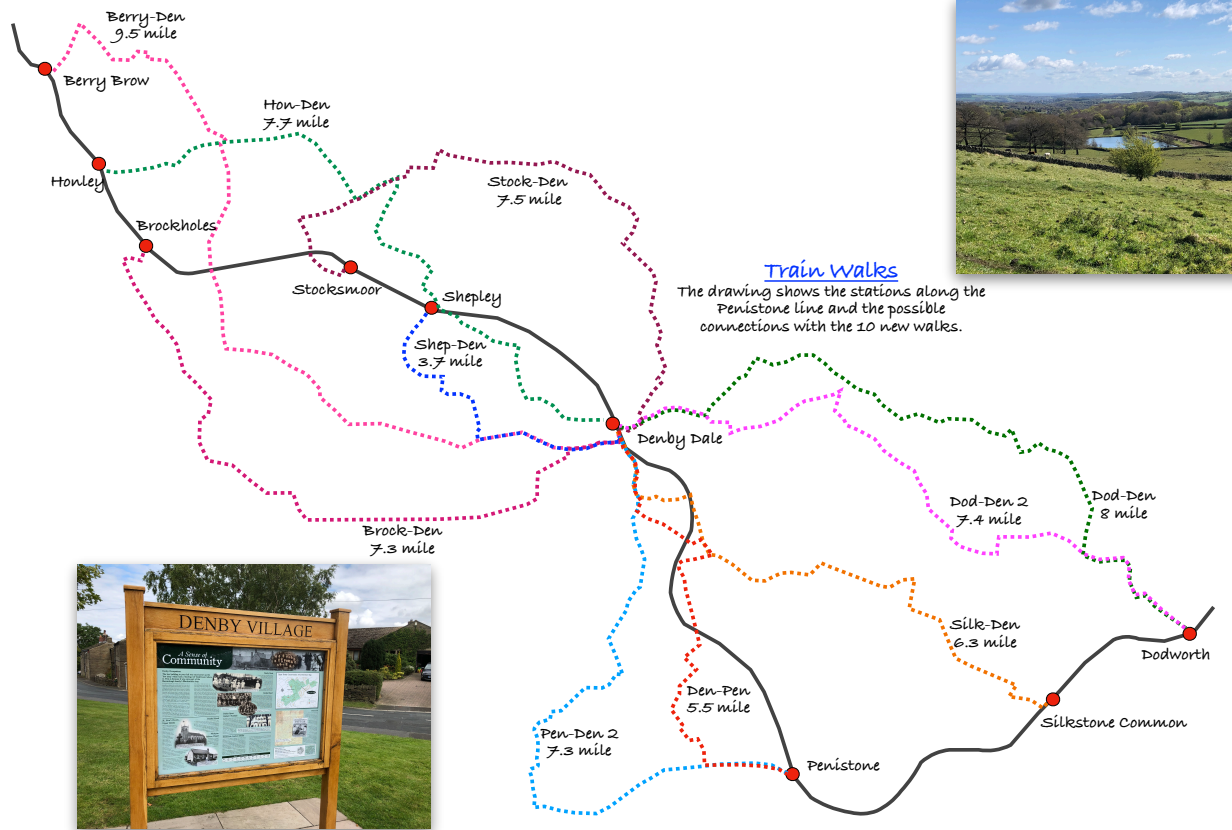 Berry-Den
9.5 mile
Berry Brow
Hon-Den
7.7 mile
Honley
Stock-Den
7.5 mile
Brockholes
Stocksmoor
Shepley
Train Walks
The drawing shows the stations along the
Penistone line and the possible
connections with the 10 new walks.
Shep-Den
3.7 mile
Denby Dale
Dod-Den 2
7.4 mile
Dod-Den
8 mile
Brock-Den
7.3 mile
Silk-Den
6.3 mile
Dodworth
Den-Pen
5.5 mile
Silkstone Common
Pen-Den 2
7.3 mile
Penistone
DENBY VILLAGE
A Sense of
Community